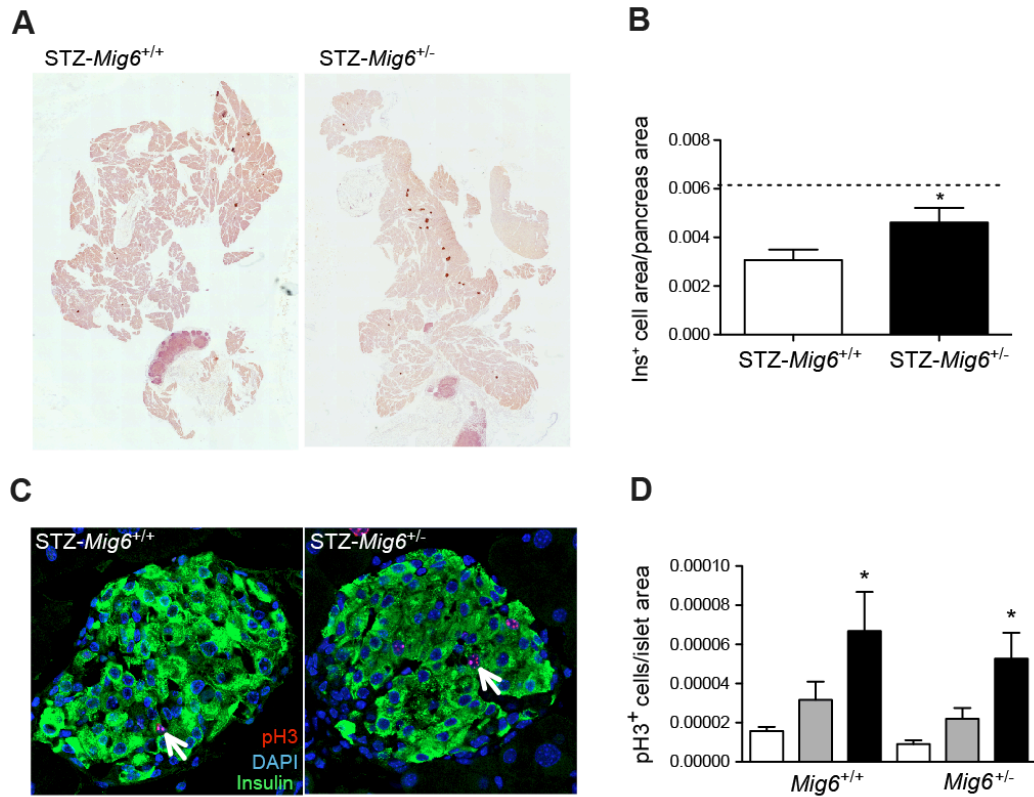 A
STZ-Mig6+/+
STZ-Mig6+/-
B
Ins+ cell area/pancreas area
0.008
0.006
0.004
0.002
0.000
*
STZ-Mig6+/+
STZ-Mig6+/-
C
STZ-Mig6+/+
STZ-Mig6+/-
pH3
DAPI
Insulin
D
pH3+ cells/islet area
0.00010
0.00008
0.00006
0.00004
0.00002
0.00000
*
*
Mig6+/+
Mig6+/-